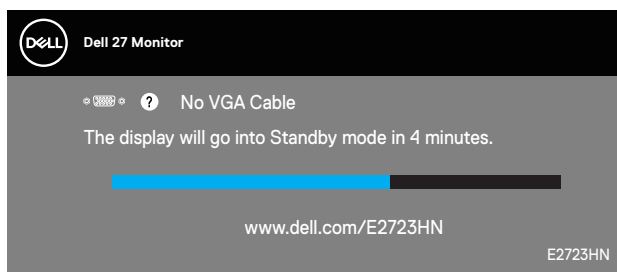 DELL
Dell 27 Monitor
? No VGA Cable
The display will go into Standby mode in 4 minutes.
www.dell.com/E2723HN
E2723HN